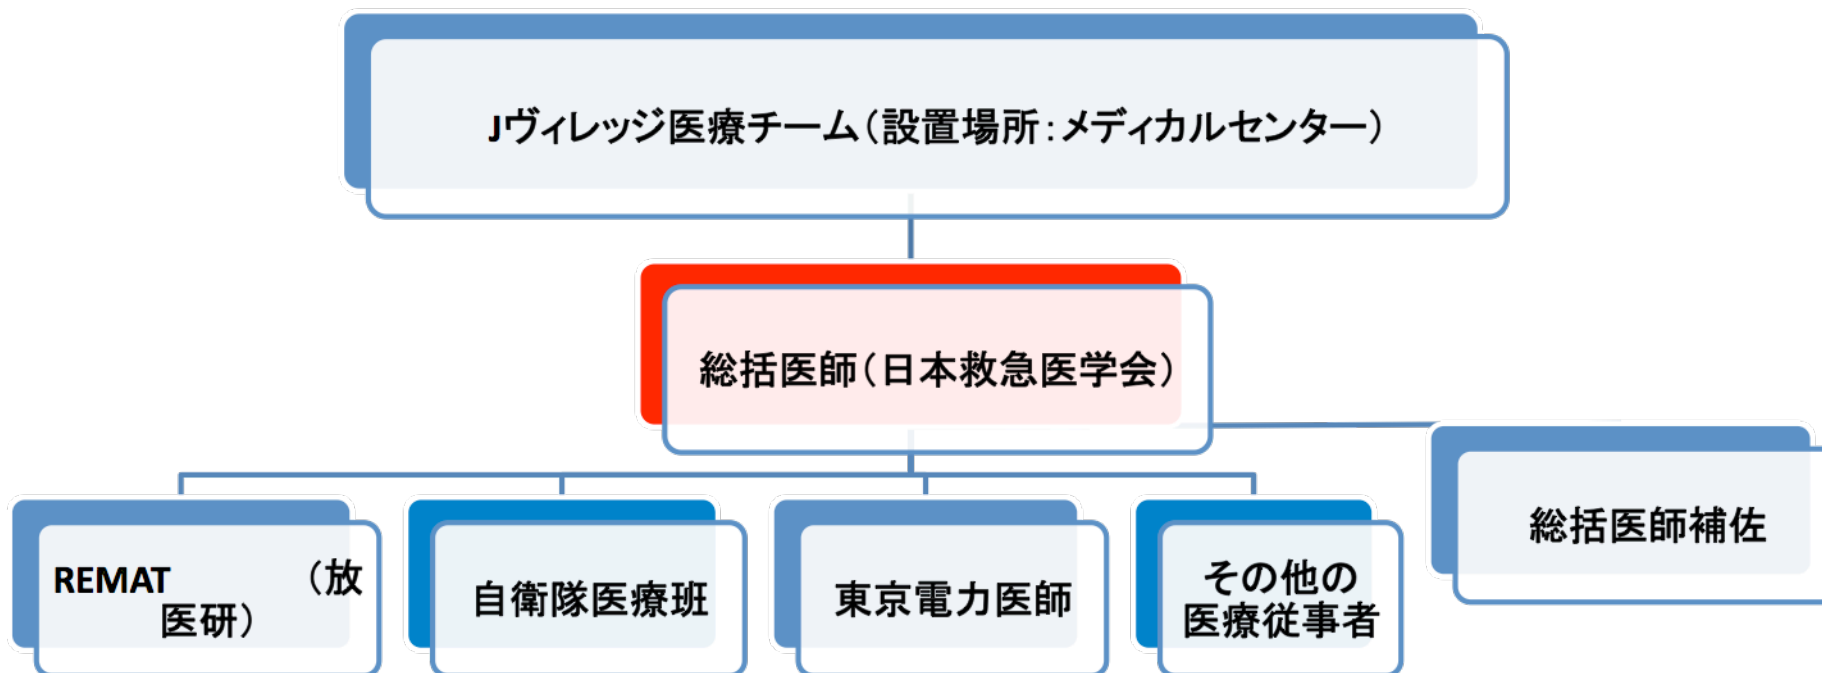 Jヴィレッジ医療チーム（設置場所：メディカルセンター）
総括医師（日本救急医学会）
総括医師補佐
REMAT （放
医研）
自衛隊医療班
東京電力医師
その他の
医療従事者